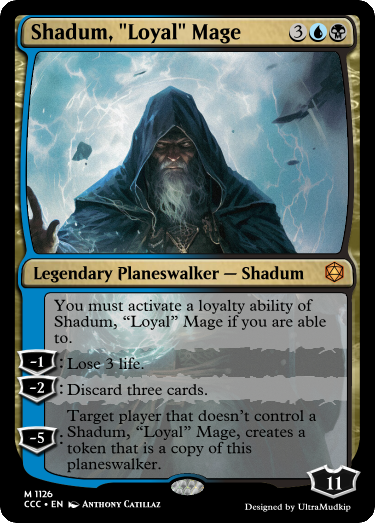 Shadum, "Loyal" Mage 3
Legendary Planeswalker — Shadum
You must activate a loyalty ability of
Shadum, “Loyal” Mage if you are able
to.
-1: Lose 3 life.
-2: Discard three cards.
Target player that doesn't control a
Shadum, “Loyal” Mage, creates a
-5: token that is a copy of this
planeswalker.
11
M 1126
CCC • EN Anthony Catillaz
Designed by UltraMudkip